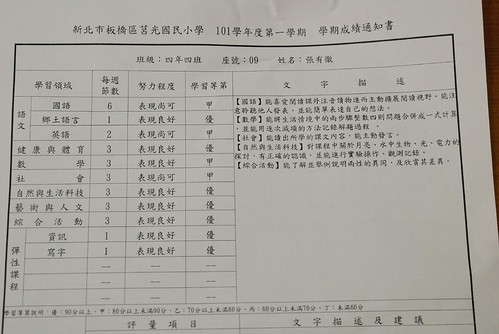 新北市板橋區莒光國民小學 101學年度第一學期 學期成績通知書
班級：四年四班 座號：09 姓名：張有徽
學習領域 每週節數 努力程度 學習等第 文字描述
語文 國語 6 表現尚可 甲
鄉土語言 1 表現良好 優
英語 2 表現尚可 甲
健康與體育 3 表現良好 優
數學 3 表現良好 甲
社會 3 表現尚可 甲
自然與生活科技 3 表現良好 優
藝術與人文 3 表現良好 優
綜合活動 3 表現良好 優
彈性課程 資訊 1 表現良好 優
寫字 1 表現良好 優
-- -- --
-- -- --
【國語】能喜愛閱讀課外注音讀物進而主動擴展閱讀視野。能注
意聆聽他人發表，並能簡單表達自己的想法。
【數學】能將生活情境中的兩步驟整數四則問題合併成一式計算
，並能用逐次減項的方法記錄解題過程。
【社會】能讀出所學的課文內容，能主動發言。
【自然與生活科技】對課程中關於月亮、水中生物、光、電力的
探討，有正確的認識，並能進行實驗操作、觀測記錄。
【綜合活動】能了解並舉例說明兩性的異同，及欣賞其差異。
學習等第說明：優：90分以上、甲：80分以上未滿90分、乙：70分以上未滿80分、丙：60分以上未滿70分、丁：未滿60分
評量項目 文字描述及建議